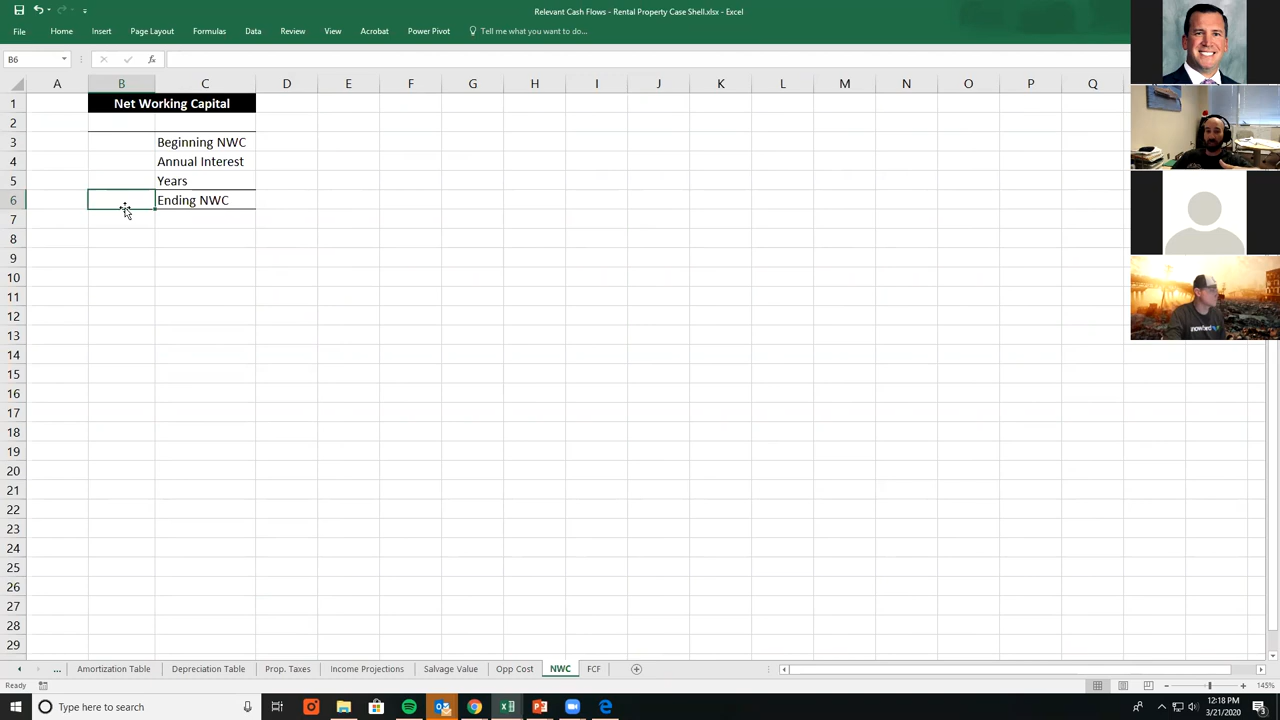 Relevant Cash Flows - Rental Property Case Shell.xlsx - Excel
File Home Insert Page Layout Formulas Data Review View Acrobat Power Pivot Tell me what you want to do...
B6
A B C D E F G H I J K L M N O P Q
1 Net Working Capital
2
3 Beginning NWC
4 Annual Interest
5 Years
6 Ending NWC
7
8
9
10
11
12
13
14
15
16
17
18
19
20
21
22
23
24
25
26
27
28
29
... Amortization Table Depreciation Table Prop. Taxes Income Projections Salvage Value Opp Cost NWC FCF
Ready 145%
Type here to search
12:18 PM
3/21/2020